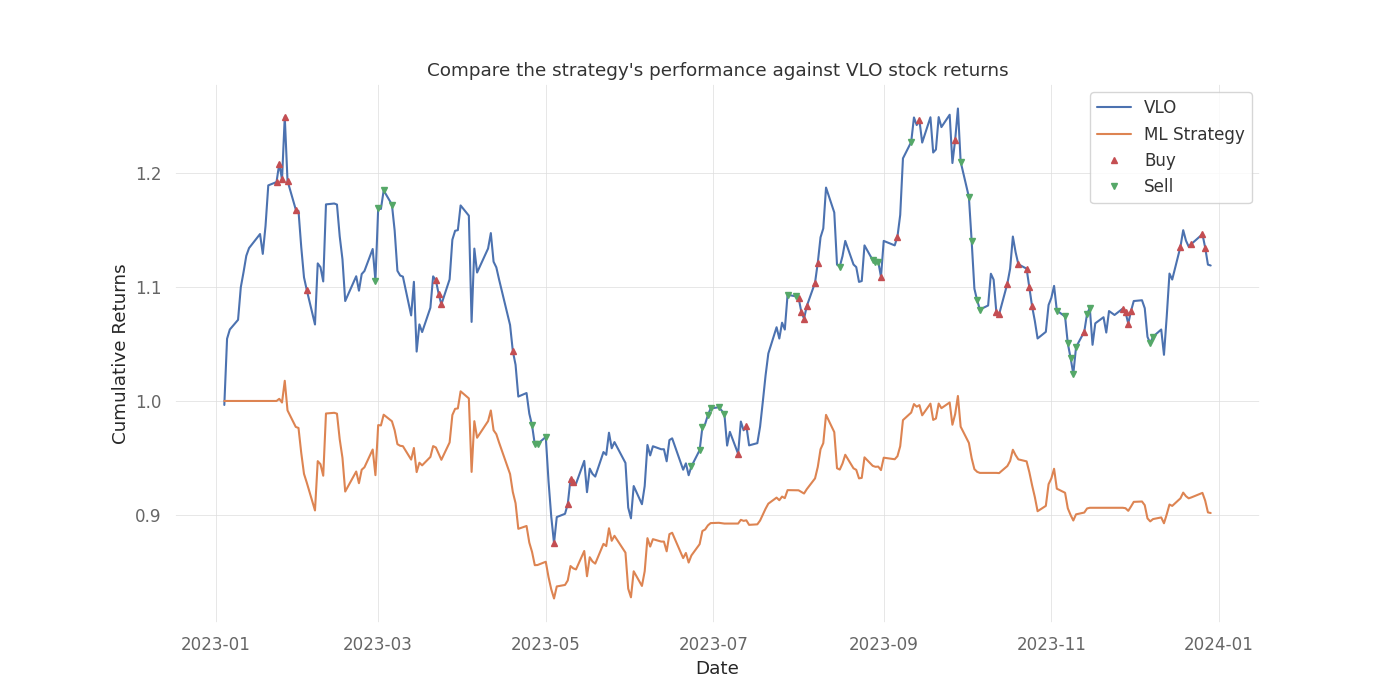 Compare the strategy's performance against VLO stock returns
VLO
ML Strategy
Buy
Sell
Cumulative Returns
1.2
1.1
1.0
0.9
2023-01
2023-03
2023-05
2023-07
2023-09
2023-11
2024-01
Date